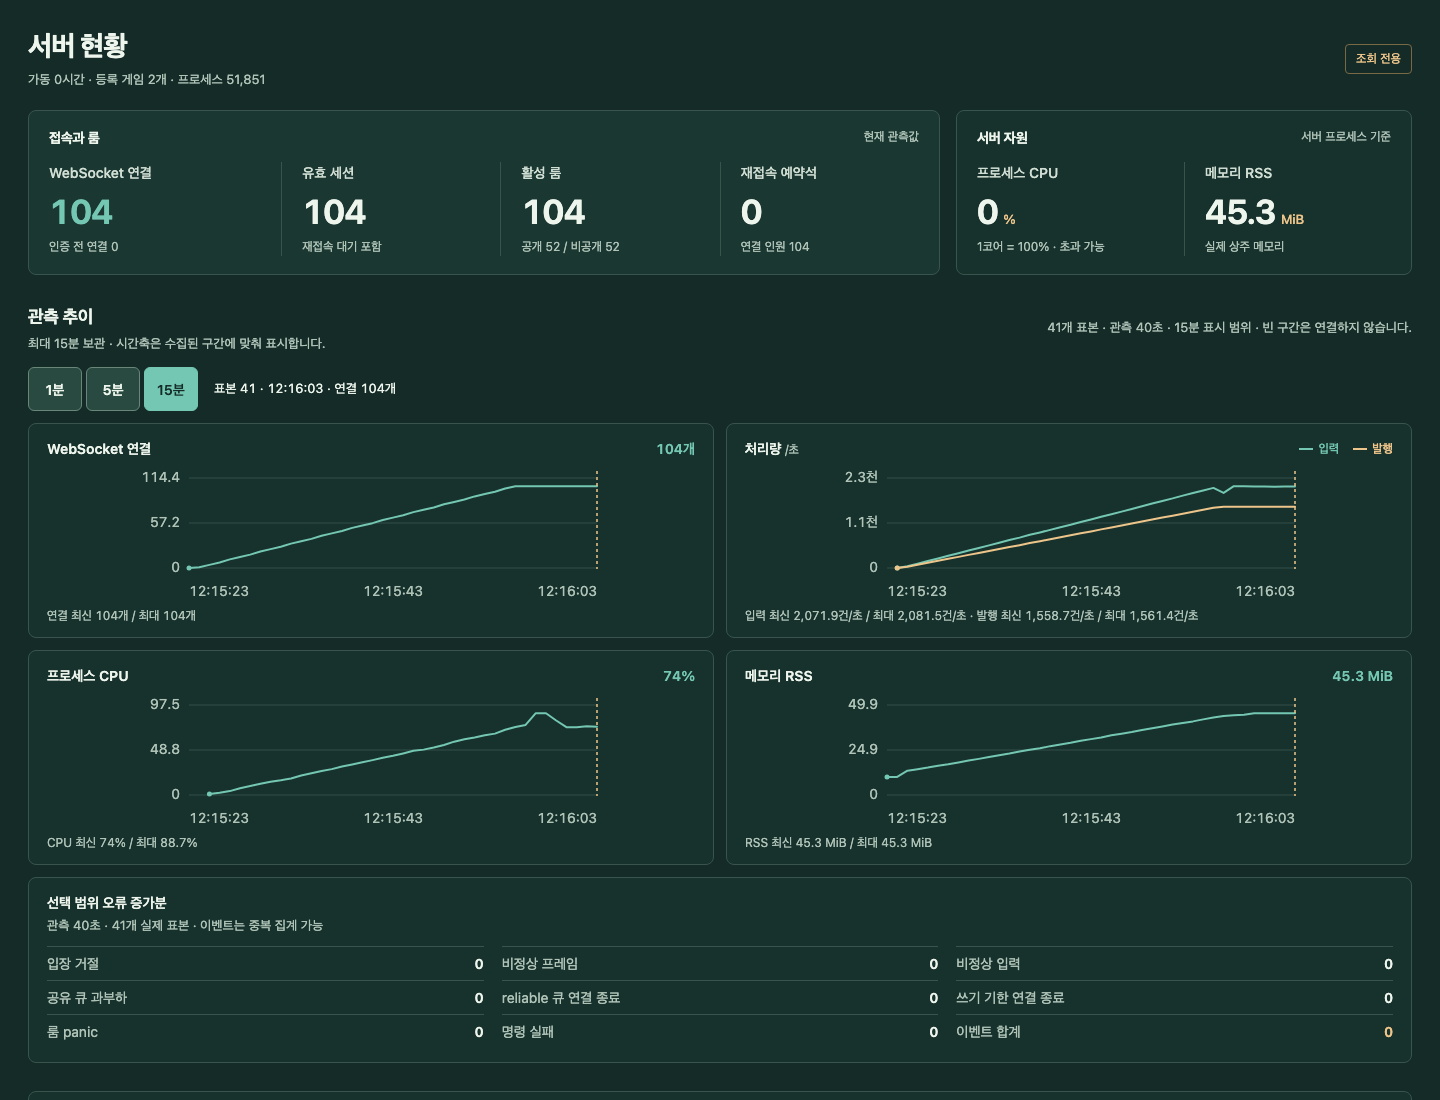 서버 현황
가동 0시간 · 등록 게임 2개 · 프로세스 51,851
조회 전용
접속과 룸
현재 관측값
WebSocket 연결
104
인증 전 연결 0
유효 세션
104
재접속 대기 포함
활성 룸
104
공개 52 / 비공개 52
재접속 예약석
0
연결 인원 104
서버 자원
서버 프로세스 기준
프로세스 CPU
0 %
1코어 = 100% · 초과 가능
메모리 RSS
45.3 MiB
실제 상주 메모리
관측 추이
최대 15분 보관 · 시간축은 수집된 구간에 맞춰 표시합니다.
41개 표본 · 관측 40초 · 15분 표시 범위 · 빈 구간은 연결하지 않습니다.
1분
5분
15분
표본 41 · 12:16:03 · 연결 104개
WebSocket 연결
104개
114.4
57.2
0
12:15:23
12:15:43
12:16:03
연결 최신 104개 / 최대 104개
처리량 /초
입력
발행
2.3천
1.1천
0
12:15:23
12:15:43
12:16:03
입력 최신 2,071.9건/초 / 최대 2,081.5건/초 · 발행 최신 1,558.7건/초 / 최대 1,561.4건/초
프로세스 CPU
74%
97.5
48.8
0
12:15:23
12:15:43
12:16:03
CPU 최신 74% / 최대 88.7%
메모리 RSS
45.3 MiB
49.9
24.9
0
12:15:23
12:15:43
12:16:03
RSS 최신 45.3 MiB / 최대 45.3 MiB
선택 범위 오류 증가분
관측 40초 · 41개 실제 표본 · 이벤트는 중복 집계 가능
입장 거절 0
비정상 프레임 0
비정상 입력 0
공유 큐 과부하 0
reliable 큐 연결 종료 0
쓰기 기한 연결 종료 0
룸 panic 0
명령 실패 0
이벤트 합계 0